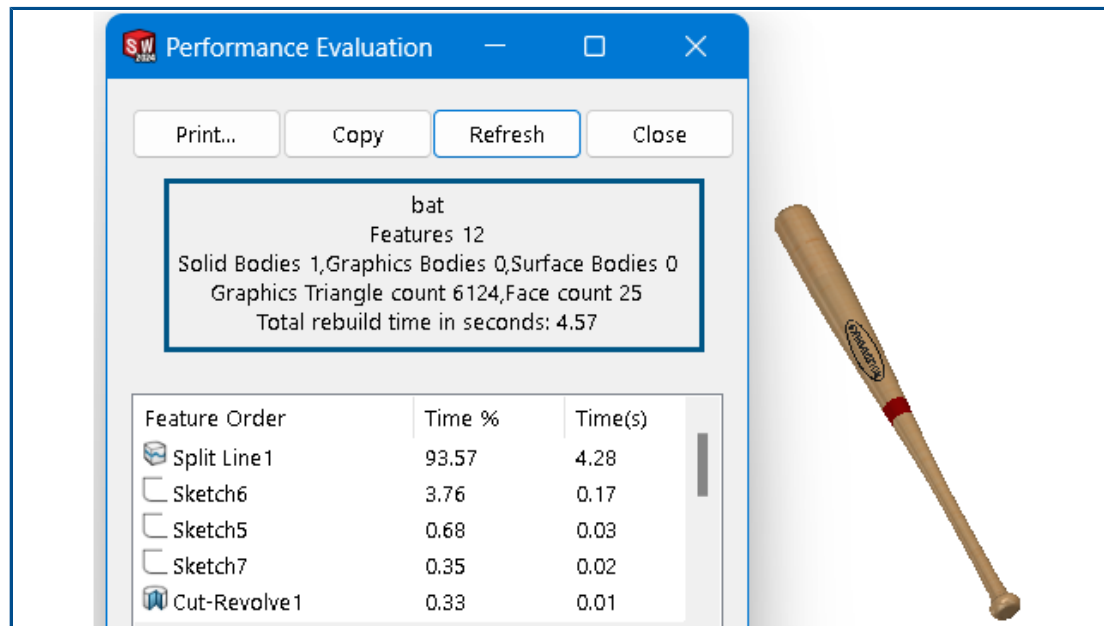 SW 2024 Performance Evaluation
Print... Copy Refresh Close
bat
Features 12
Solid Bodies 1,Graphics Bodies 0,Surface Bodies 0
Graphics Triangle count 6124,Face count 25
Total rebuild time in seconds: 4.57
Feature Order Time % Time(s)
Split Line1 93.57 4.28
Sketch6 3.76 0.17
Sketch5 0.68 0.03
Sketch7 0.35 0.02
Cut-Revolve1 0.33 0.01